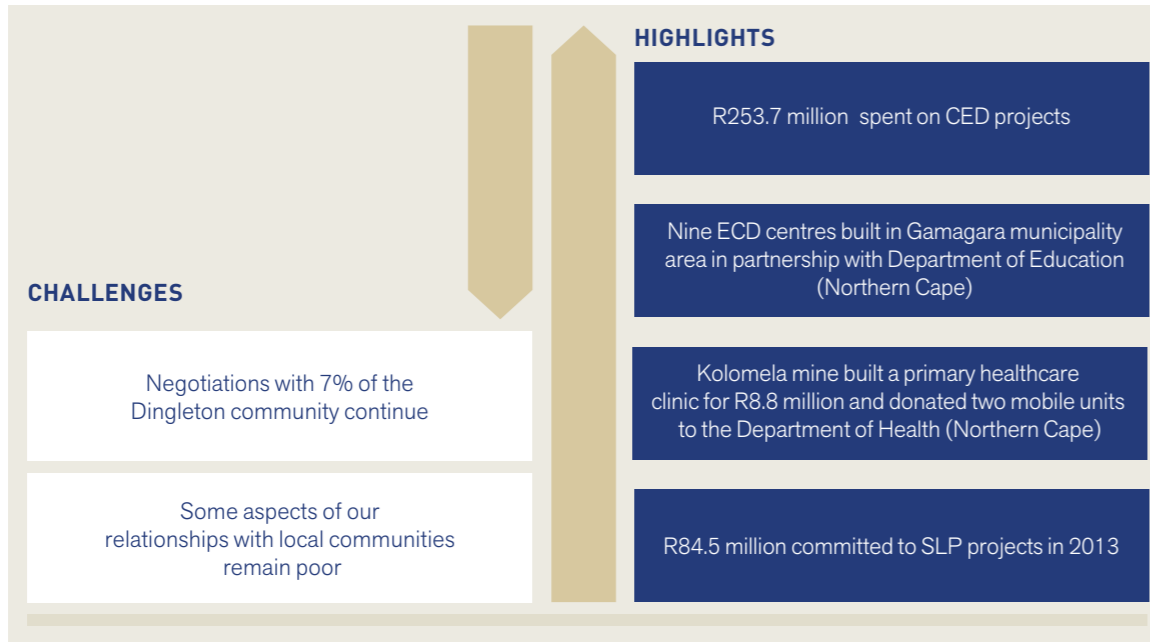 CHALLENGES
Negotiations with 7% of the
Dingleton community continue
Some aspects of our
relationships with local communities
remain poor
HIGHLIGHTS
R253.7 million spent on CED projects
Nine ECD centres built in Gamagara municipality
area in partnership with Department of Education
(Northern Cape)
Kolomela mine built a primary healthcare
clinic for R8.8 million and donated two mobile units
to the Department of Health (Northern Cape)
R84.5 million committed to SLP projects in 2013